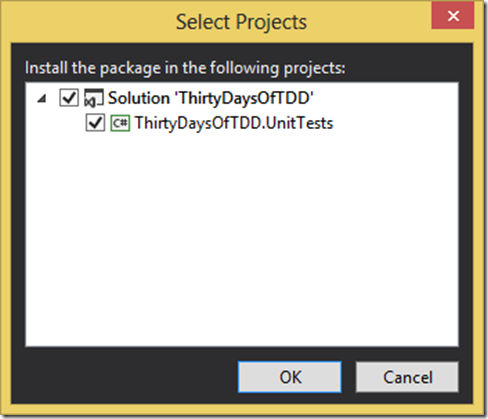 Select Projects
Install the package in the following projects:
Solution 'ThirtyDaysOfTDD'
C# ThirtyDaysOfTDD.UnitTests
OK Cancel